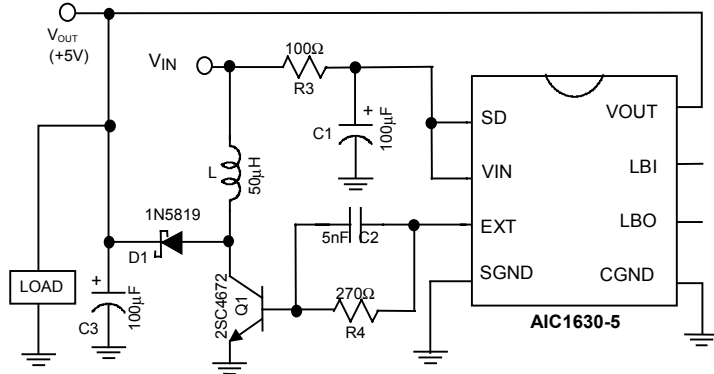 VOUT
(+5V)
VIN
100Ω
R3
C1
+
100μF
L
50μH
1N5819
D1
LOAD
+
C3
100μF
2SC4672
Q1
5nF
C2
270Ω
R4
SD
VIN
EXT
SGND
VOUT
LBI
LBO
CGND
AIC1630-5